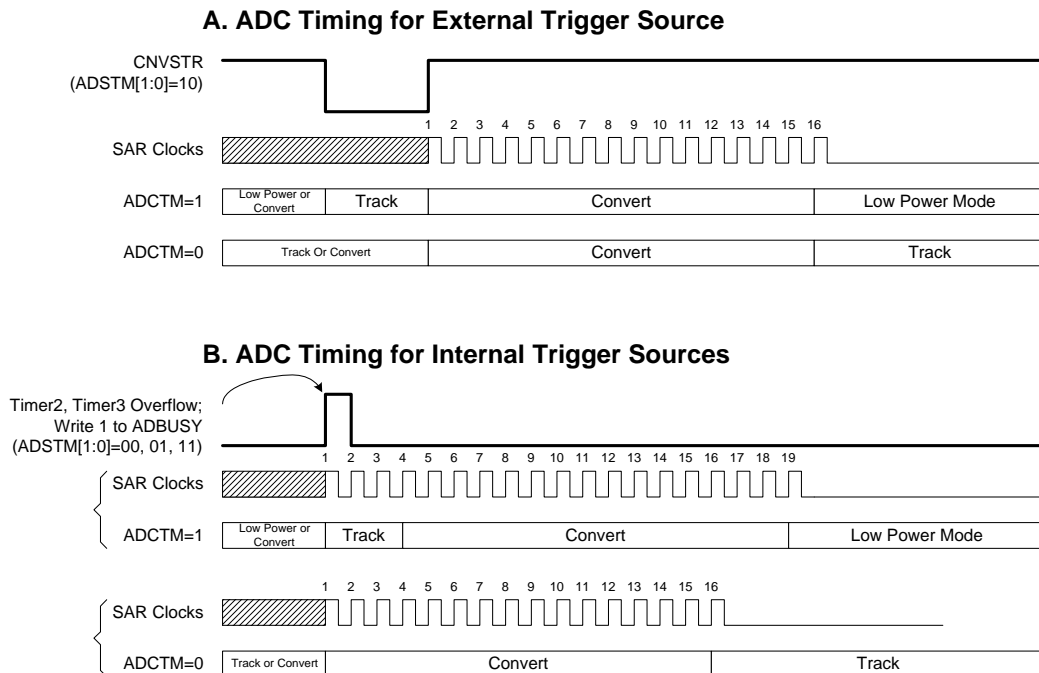 A. ADC Timing for External Trigger Source
CNVSTR
(ADSTM[1:0]=10)
1 2 3 4 5 6 7 8 9 10 11 12 13 14 15 16
SAR Clocks
ADCTM=1
Low Power or
Convert
Track
Convert
Low Power Mode
ADCTM=0
Track Or Convert
Convert
Track
B. ADC Timing for Internal Trigger Sources
Timer2, Timer3 Overflow;
Write 1 to ADBUSY
(ADSTM[1:0]=00, 01, 11)
1 2 3 4 5 6 7 8 9 10 11 12 13 14 15 16 17 18 19
SAR Clocks
ADCTM=1
Low Power or
Convert
Track
Convert
Low Power Mode
1 2 3 4 5 6 7 8 9 10 11 12 13 14 15 16
SAR Clocks
ADCTM=0
Track or Convert
Convert
Track